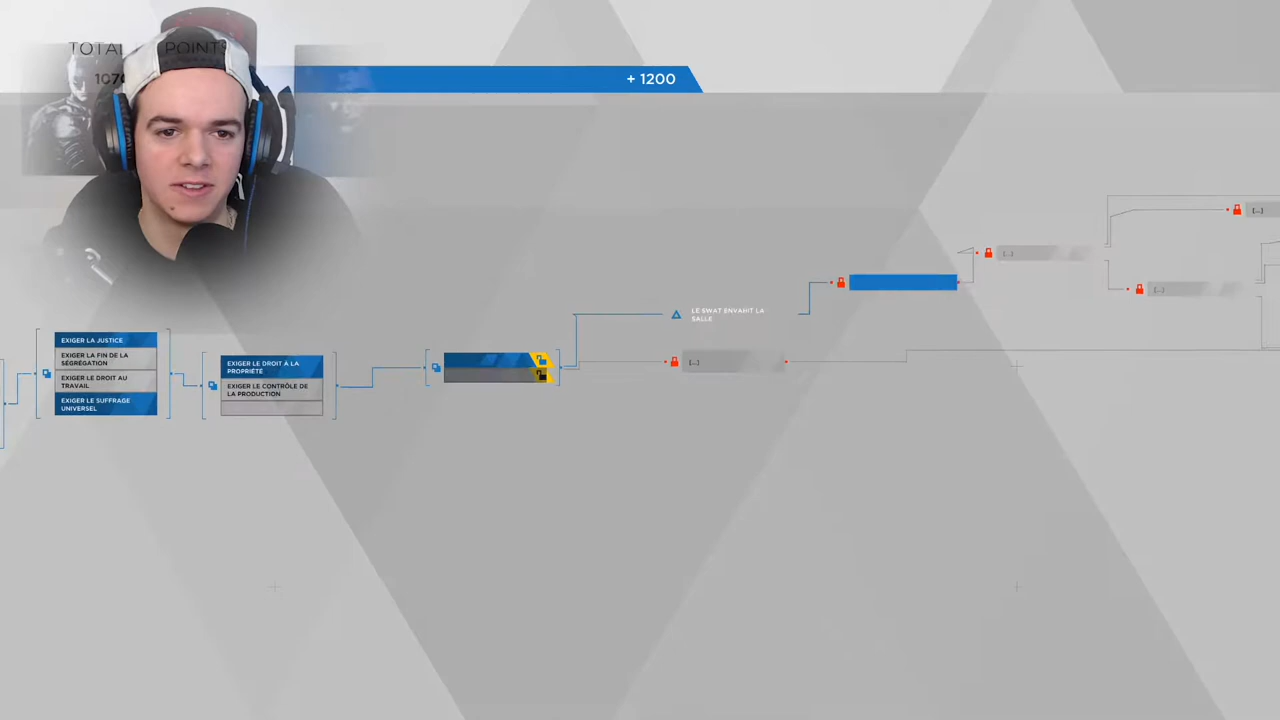 TOTAL POINTS
+ 1200
[...]
[...]
[...]
LE SWAT ENVAHIT LA
SALLE
[...]
EXIGER LA JUSTICE
EXIGER LA FIN DE LA
SÉGRÉGATION
EXIGER LE DROIT AU
TRAVAIL
EXIGER LE SUFFRAGE
UNIVERSEL
EXIGER LE DROIT À LA
PROPRIÉTÉ
EXIGER LE CONTRÔLE DE
LA PRODUCTION